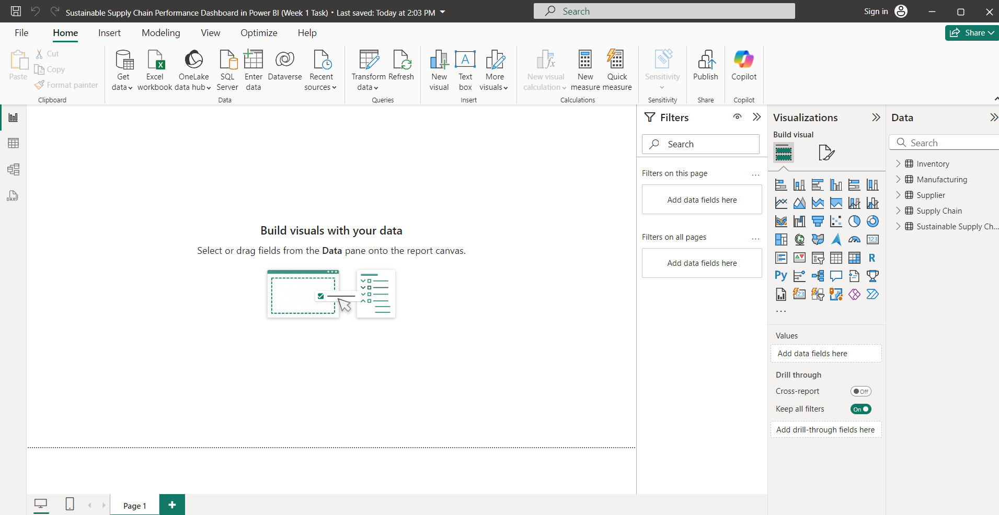 Sustainable Supply Chain Performance Dashboard in Power BI (Week 1 Task) • Last saved: Today at 2:03 PM
Search
Sign in
File Home Insert Modeling View Optimize Help
Share
Paste
Cut
Copy
Format painter
Clipboard
Get data
Excel workbook
OneLake data hub
SQL Server
Enter data
Dataverse
Recent sources
Data
Transform data
Refresh
Queries
New visual
A
Text box
More visuals
Insert
fx
New visual calculation
New measure
Quick measure
Calculations
Sensitivity
Sensitivity
Publish
Share
Copilot
Copilot
DAX
Build visuals with your data
Select or drag fields from the Data pane onto the report canvas.
Filters
Search
Filters on this page ...
Add data fields here
Filters on all pages ...
Add data fields here
Visualizations
Build visual
123
R
Py
123
...
Values
Add data fields here
Drill through
Cross-report Off
Keep all filters On
Add drill-through fields here
Data
Search
Inventory
Manufacturing
Supplier
Supply Chain
Sustainable Supply Ch...
Page 1
+